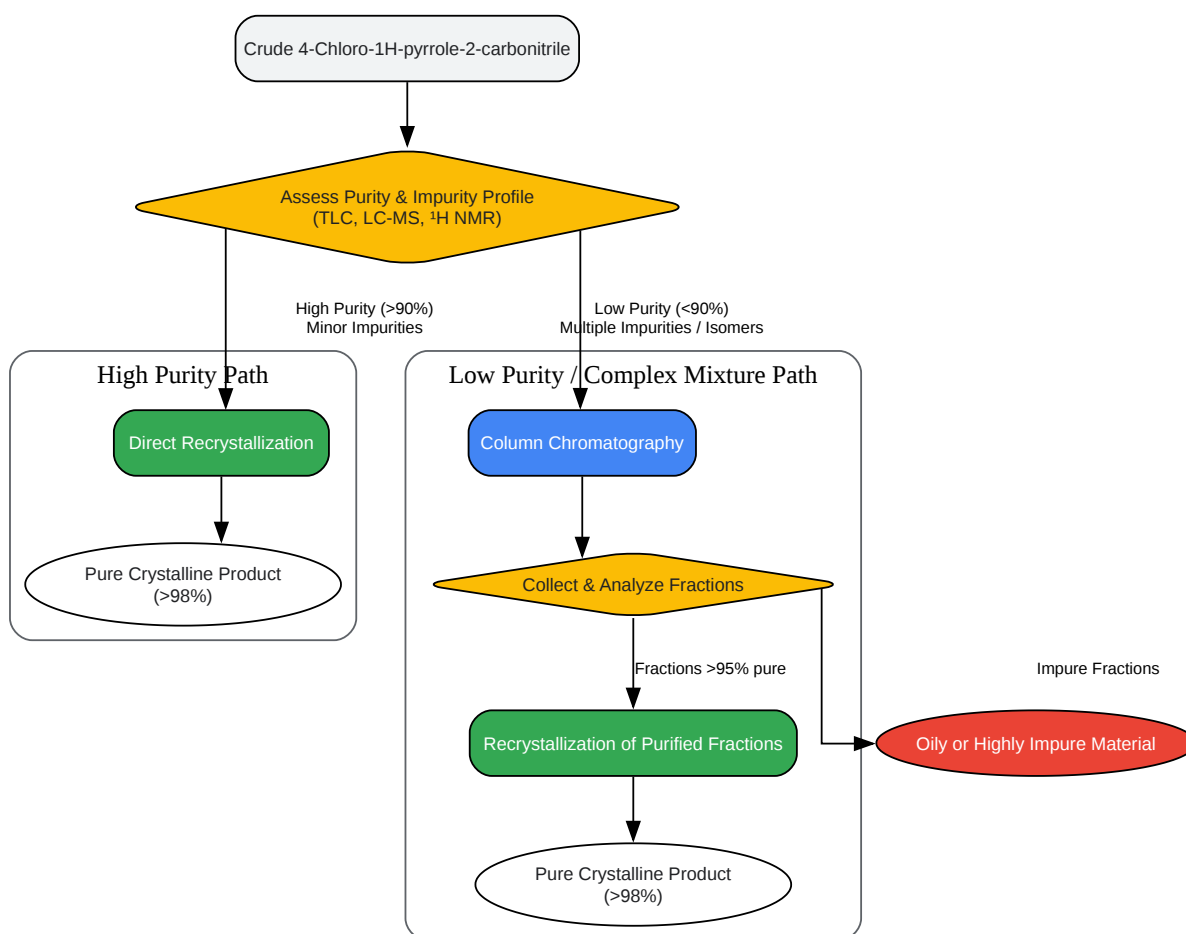 Crude 4-Chloro-1H-pyrrole-2-carbonitrile
Assess Purity & Impurity Profile
(TLC, LC-MS, ¹H NMR)
High Purity (>90%)
Minor Impurities
Low Purity (<90%)
Multiple Impurities / Isomers
High Purity Path
Direct Recrystallization
Pure Crystalline Product
(>98%)
Low Purity / Complex Mixture Path
Column Chromatography
Collect & Analyze Fractions
Fractions >95% pure
Impure Fractions
Recrystallization of Purified Fractions
Oily or Highly Impure Material
Pure Crystalline Product
(>98%)